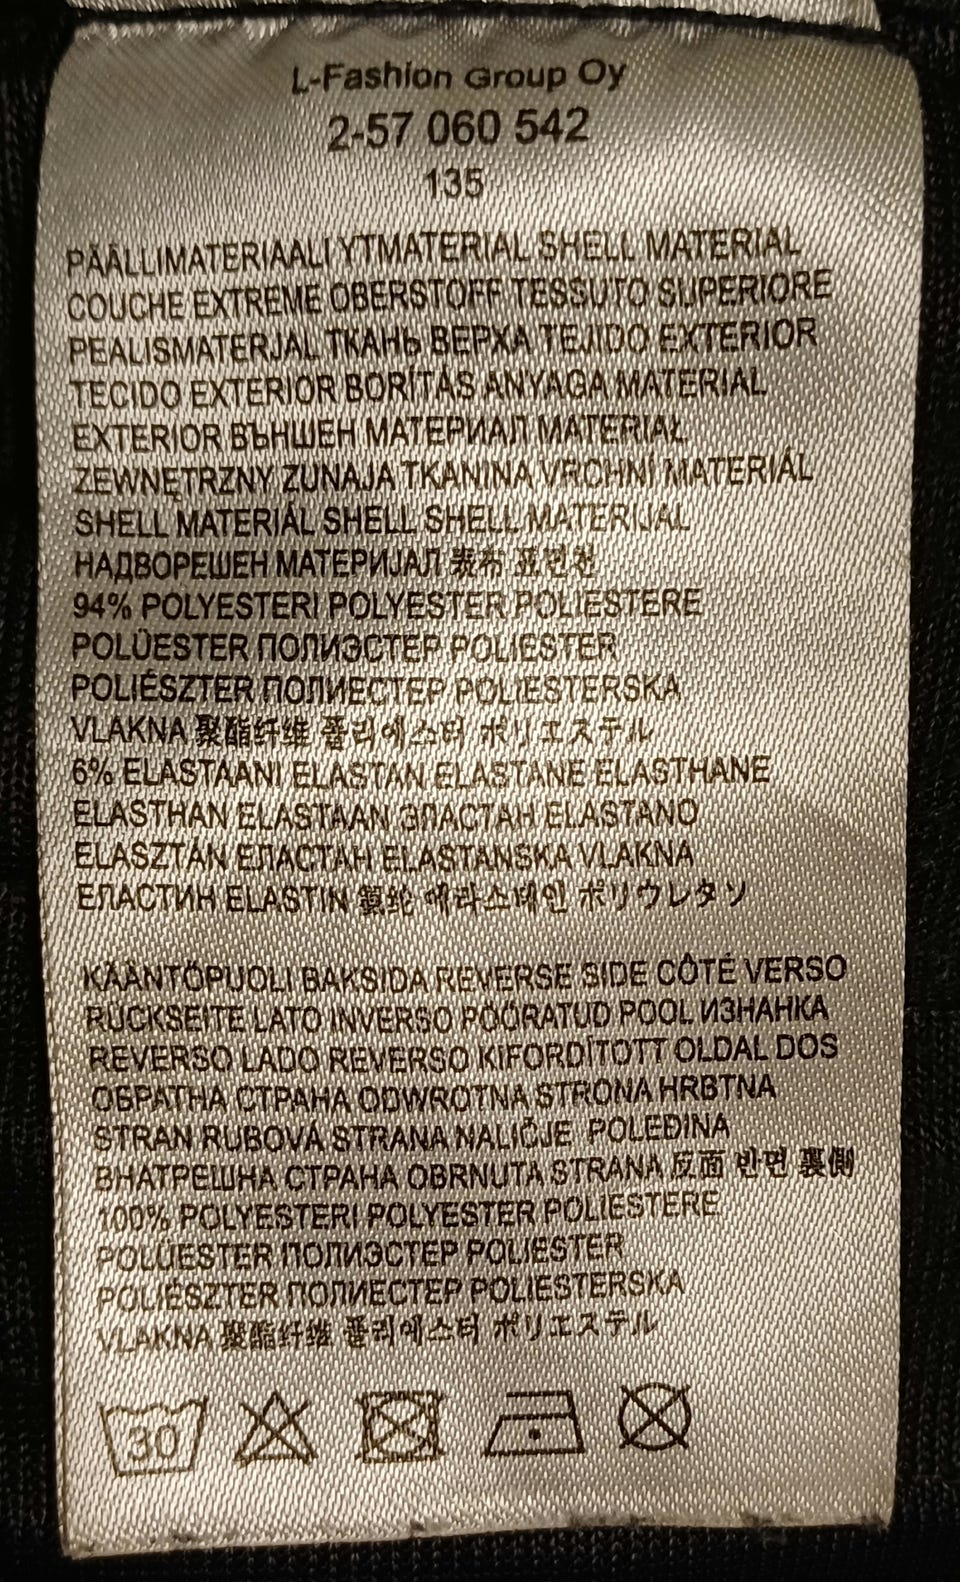 L-Fashion Group Oy
2-57 060 542
135
PÄÄLLIMATERIAALI YTMATERIAL SHELL MATERIAL
COUCHE EXTREME OBERSTOFF TESSUTO SUPERIORE
PEALISMATERJAL ТКАНЬ ВЕРХА TEJIDO EXTERIOR
TECIDO EXTERIOR BORÍTÁS ANYAGA MATERIAL
EXTERIOR ВЪНШЕН МАТЕРИАЛ MATERIAŁ
ZEWNĘTRZNY ZUNAJA TKANINA VRCHNÍ MATERIÁL
SHELL MATERIÁL SHELL SHELL MATERIJAL
НАДВОРЕШЕН МАТЕРИЈАЛ 表布 표면천
94% POLYESTERI POLYESTER POLIESTERE
POLÜESTER ПОЛИЭСТЕР POLIESTER
POLIÉSZTER ПОЛИЕСТЕР POLIESTERSKA
VLAKNA 聚酯纤维 폴리에스터 ポリエステル
6% ELASTAANI ELASTAN ELASTANE ELASTHANE
ELASTHAN ELASTAAN ЭЛАСТАН ELASTANO
ELASZTÁN ЕЛАСТАН ELASTANSKA VLAKNA
ЕЛАСТИН ELASTIN 氨纶 에라스테인 ポリウレタン
KÄÄNTÖPUOLI BAKSIDA REVERSE SIDE CÔTÉ VERSO
RÜCKSEITE LATO INVERSO PÖÖRATUD POOL ИЗНАНКА
REVERSO LADO REVERSO KIFORDÍTOTT OLDAL DOS
ОБРАТНА СТРАНА ODWROTNA STRONA HRBTNA
STRAN RUBOVÁ STRANA NALIČJE POLEĐINA
ВНАТРЕШНА СТРАНА OBRNUTA STRANA 反面 반면 裏側
100% POLYESTERI POLYESTER POLIESTERE
POLÜESTER ПОЛИЭСТЕР POLIESTER
POLIÉSZTER ПОЛИЕСТЕР POLIESTERSKA
VLAKNA 聚酯纤维 폴리에스터 ポリエステル
30